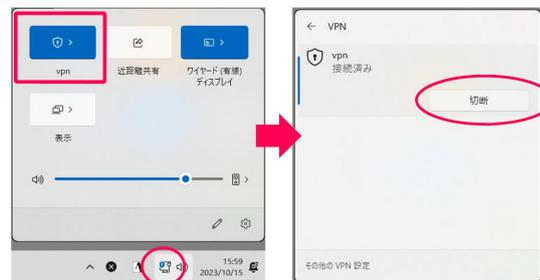 vpn
近距離共有
ワイヤード (有線)
ディスプレイ
表示
A
15:59
2023/10/15
VPN
vpn
接続済み
切断
その他の VPN 設定